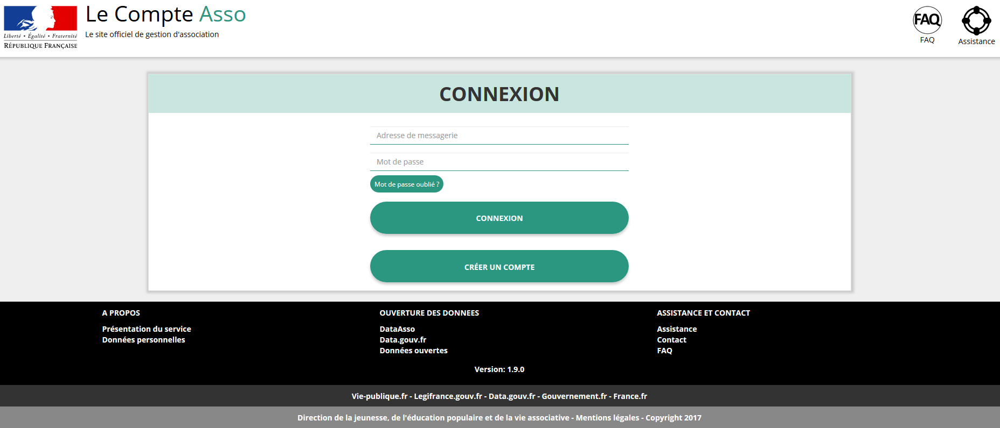 Le Compte Asso
Le site officiel de gestion d'association
Liberté • Égalité • Fraternité
RÉPUBLIQUE FRANÇAISE
FAQ
FAQ
Assistance
CONNEXION
Adresse de messagerie
Mot de passe
Mot de passe oublié ?
CONNEXION
CRÉER UN COMPTE
A PROPOS
Présentation du service
Données personnelles
OUVERTURE DES DONNEES
DataAsso
Data.gouv.fr
Données ouvertes
ASSISTANCE ET CONTACT
Assistance
Contact
FAQ
Version: 1.9.0
Vie-publique.fr - Legifrance.gouv.fr - Data.gouv.fr - Gouvernement.fr - France.fr
Direction de la jeunesse, de l'éducation populaire et de la vie associative - Mentions légales - Copyright 2017